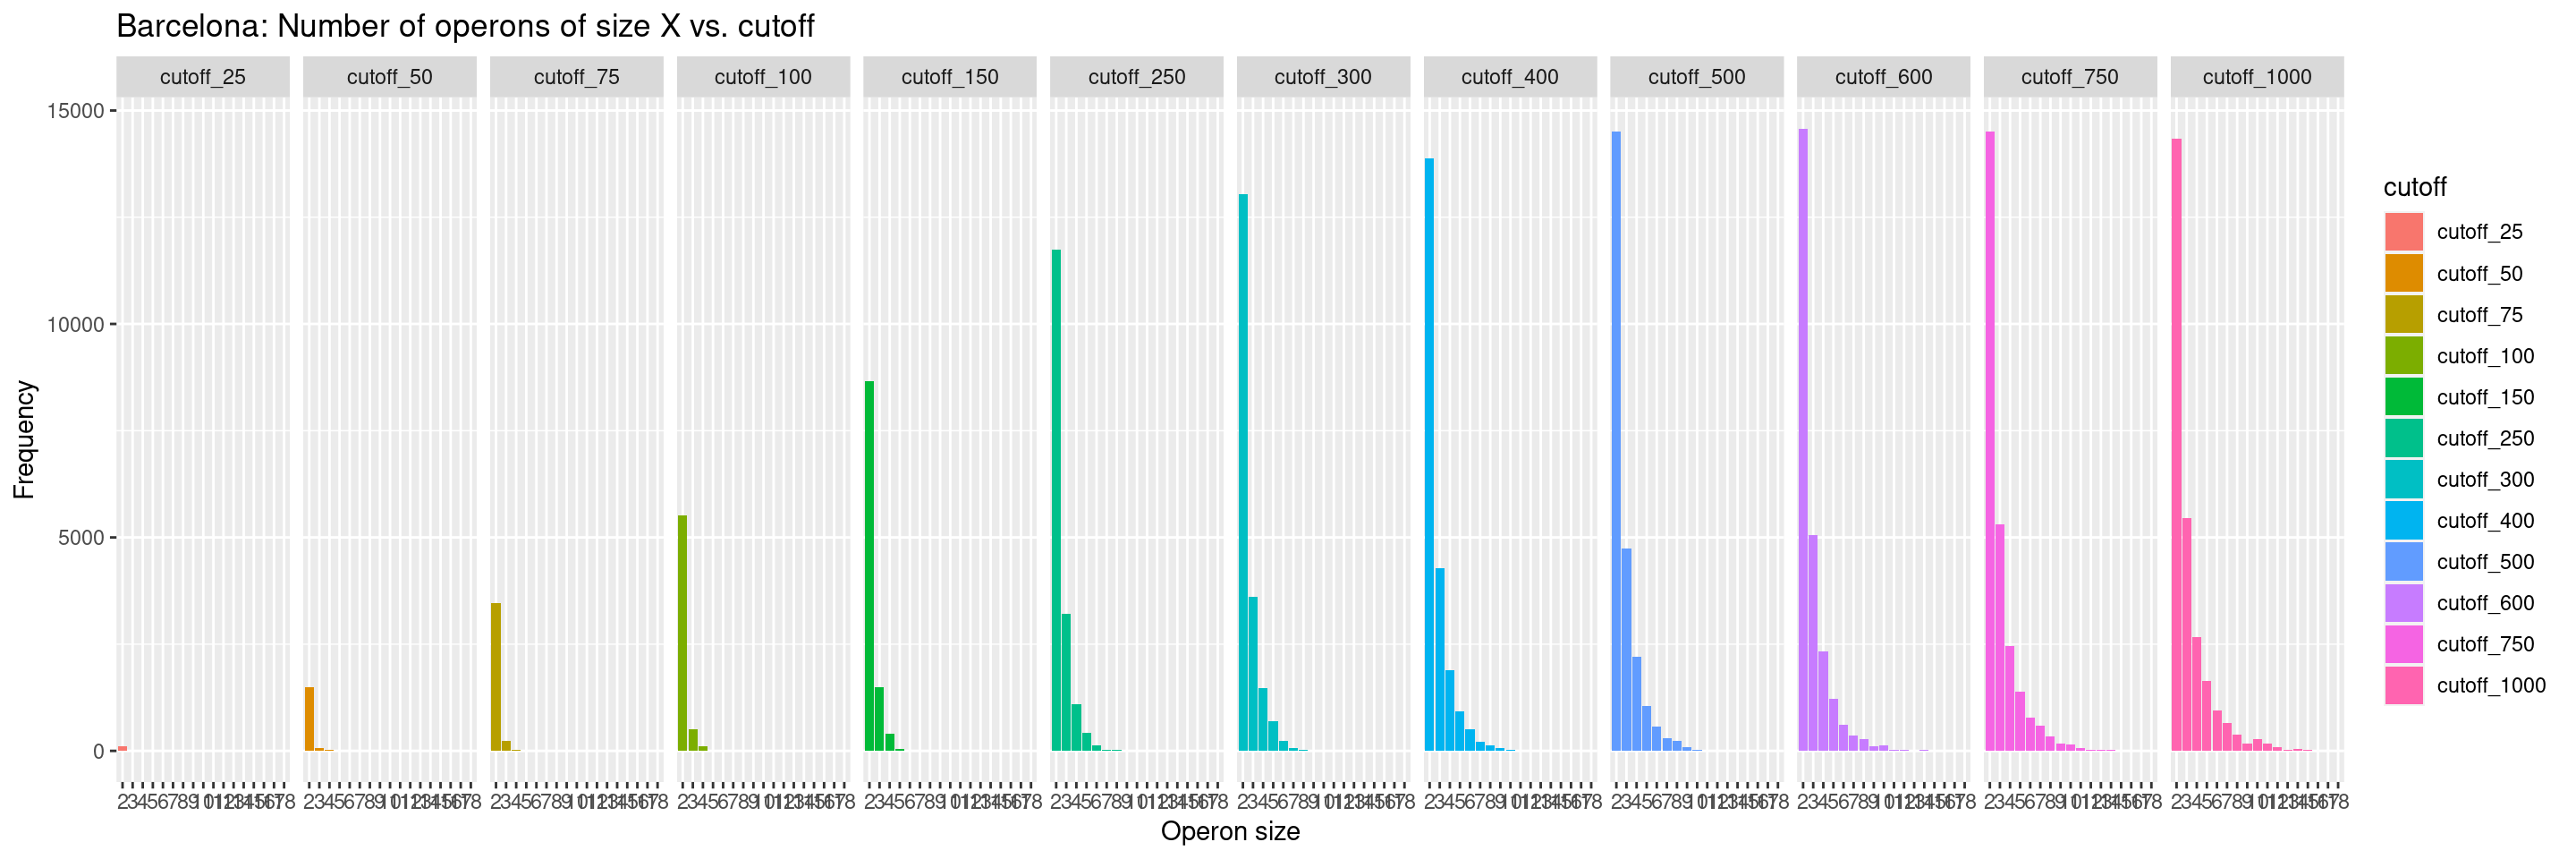 Barcelona: Number of operons of size X vs. cutoff
cutoff_25 cutoff_50 cutoff_75 cutoff_100 cutoff_150 cutoff_250 cutoff_300 cutoff_400 cutoff_500 cutoff_600 cutoff_750 cutoff_1000
15000
10000
5000
0
Frequency
Operon size
cutoff
cutoff_25
cutoff_50
cutoff_75
cutoff_100
cutoff_150
cutoff_250
cutoff_300
cutoff_400
cutoff_500
cutoff_600
cutoff_750
cutoff_1000